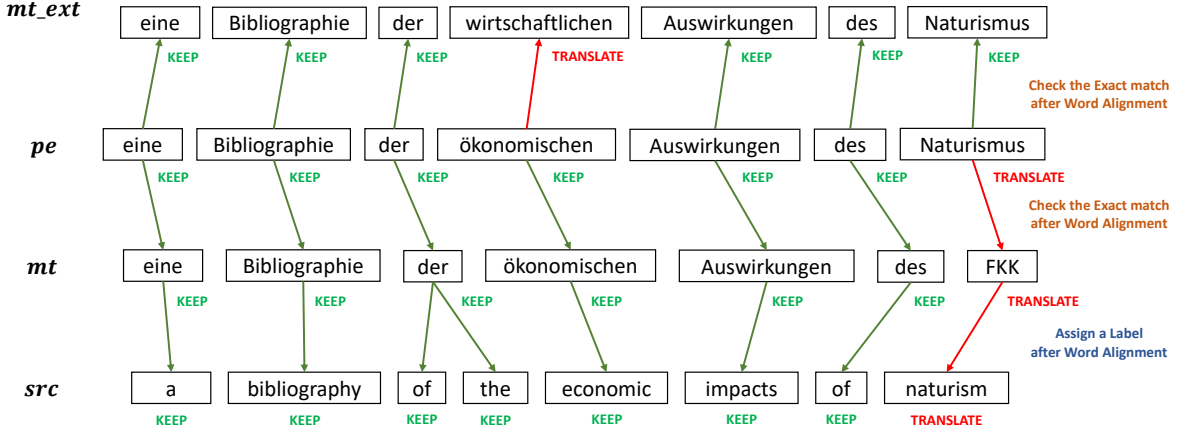 mt_ext eine Bibliographie der wirtschaftlichen Auswirkungen des Naturismus
KEEP KEEP KEEP TRANSLATE KEEP KEEP KEEP
Check the Exact match
after Word Alignment
pe eine Bibliographie der ökonomischen Auswirkungen des Naturismus
KEEP KEEP KEEP KEEP KEEP KEEP TRANSLATE
Check the Exact match
after Word Alignment
mt eine Bibliographie der ökonomischen Auswirkungen des FKK
KEEP KEEP KEEP KEEP KEEP KEEP TRANSLATE
Assign a Label
after Word Alignment
src a bibliography of the economic impacts of naturism
KEEP KEEP KEEP KEEP KEEP KEEP KEEP TRANSLATE